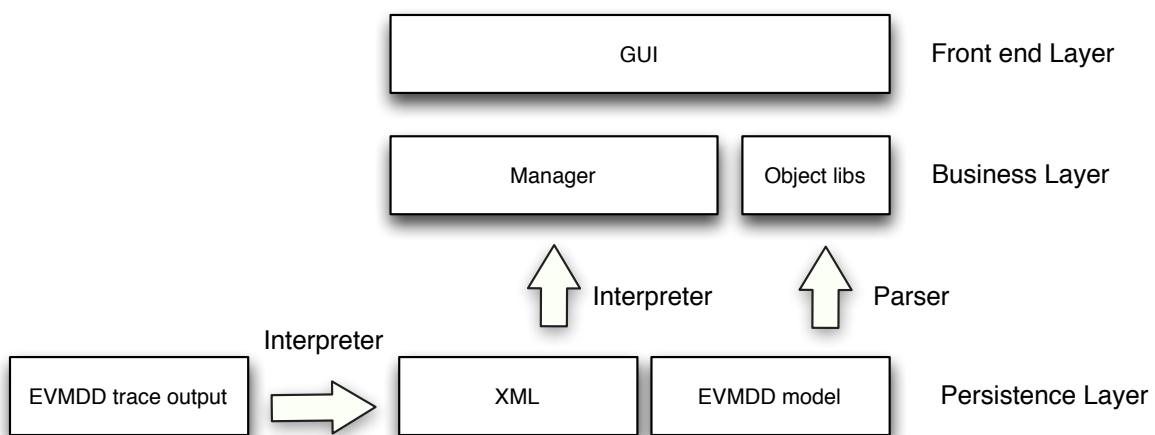 GUI
Front end Layer
Manager
Object libs
Business Layer
Interpreter
Parser
Interpreter
EVMDD trace output
XML
EVMDD model
Persistence Layer